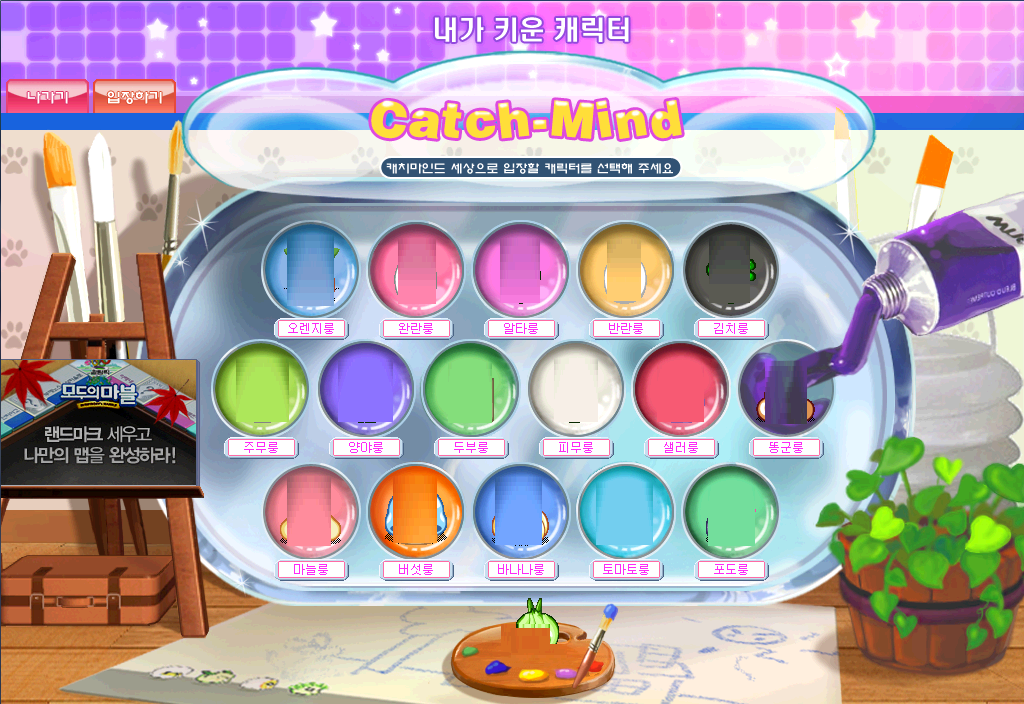 내가 키운 캐릭터
나가기
입장하기
Catch-Mind
캐치마인드 세상으로 입장할 캐릭터를 선택해 주세요
오렌지룽
완란룽
알타룽
반란룽
김치룽
모두의마블
랜드마크 세우고
나만의 맵을 완성하라!
주무룽
양야룽
두부룽
피무룽
샐러룽
똥군룽
마늘룽
버섯룽
바나나룽
토마토룽
포도룽